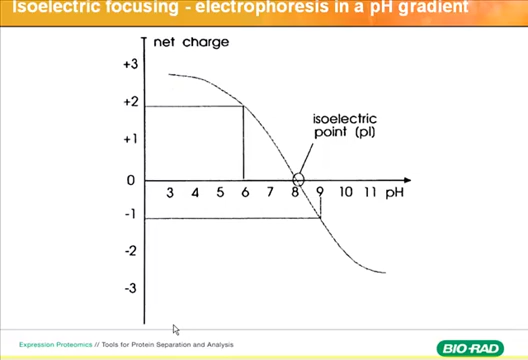 Isoelectric focusing - electrophoresis in a pH gradient
net charge
+3
+2
isoelectric
point (pI)
+1
0
3 4 5 6 7 8 9 10 11 pH
-1
-2
-3
Expression Proteomics // Tools for Protein Separation and Analysis
BIO-RAD